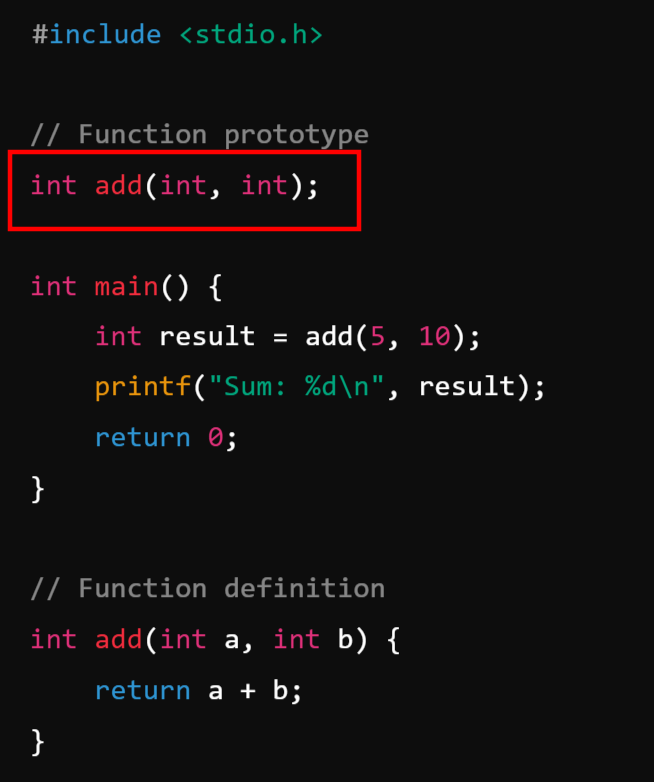 #include <stdio.h>
// Function prototype
int add(int, int);
int main() {
    int result = add(5, 10);
    printf("Sum: %d\n", result);
    return 0;
}
// Function definition
int add(int a, int b) {
    return a + b;
}